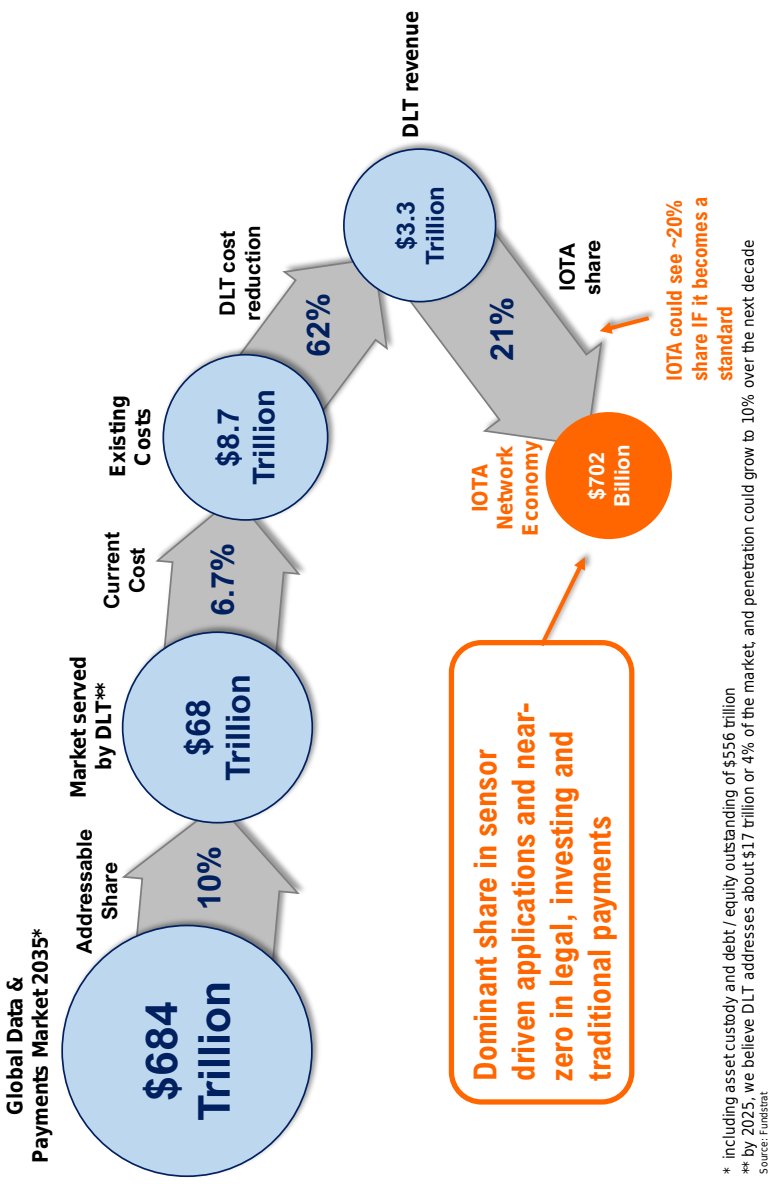 Global Data &
Payments Market 2035*
$684
Trillion
Addressable
Share
10%
Market served
by DLT**
$68
Trillion
Current
Cost
6.7%
Existing
Costs
$8.7
Trillion
DLT cost
reduction
62%
DLT revenue
$3.3
Trillion
IOTA
share
21%
IOTA could see ~20%
share IF it becomes a
standard
IOTA
Network
Economy
$702
Billion
Dominant share in sensor
driven applications and near-
zero in legal, investing and
traditional payments
* including asset custody and debt / equity outstanding of $556 trillion
** by 2025, we believe DLT addresses about $17 trillion or 4% of the market, and penetration could grow to 10% over the next decade
Source: Fundstrat